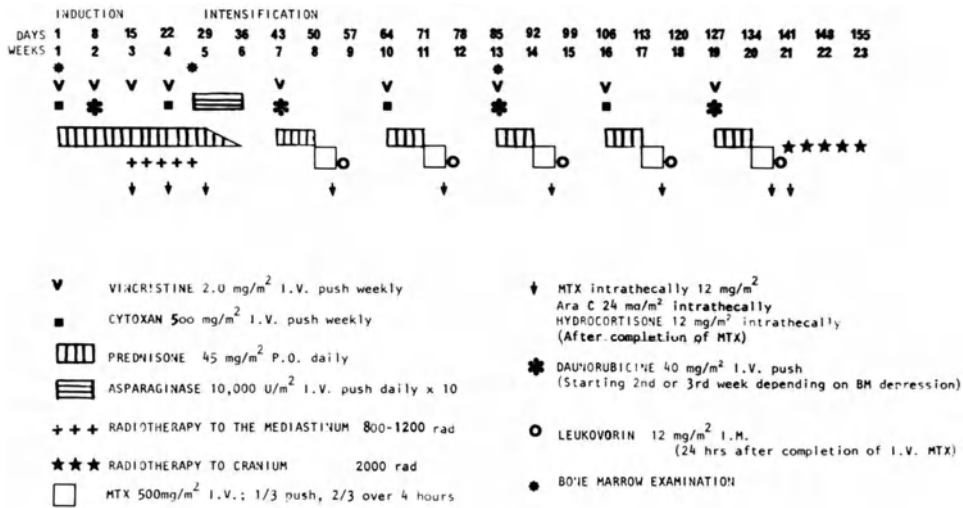 INDUCTION INTENSIFICATION
DAYS 1 8 15 22 29 36 43 50 57 64 71 78 85 92 99 106 113 120 127 134 141 148 155
WEEKS 1 2 3 4 5 6 7 8 9 10 11 12 13 14 15 16 17 18 19 20 21 22 23
VINCRISTINE 2.0 mg/m² I.V. push weekly
CYTOXAN 500 mg/m² I.V. push weekly
PREDNISONE 45 mg/m² P.O. daily
ASPARAGINASE 10,000 U/m² I.V. push daily x 10
RADIOTHERAPY TO THE MEDIASTINUM 800-1200 rad
RADIOTHERAPY TO CRANIUM 2000 rad
MTX 500mg/m² I.V.; 1/3 push, 2/3 over 4 hours
MTX intrathecally 12 mg/m²
Ara C 24 mg/m² intrathecally
HYDROCORTISONE 12 mg/m² intrathecally
(After completion of MTX)
DAUNORUBICINE 40 mg/m² I.V. push
(Starting 2nd or 3rd week depending on BM depression)
LEUKOVORIN 12 mg/m² I.M.
(24 hrs after completion of I.V. MTX)
BONE MARROW EXAMINATION